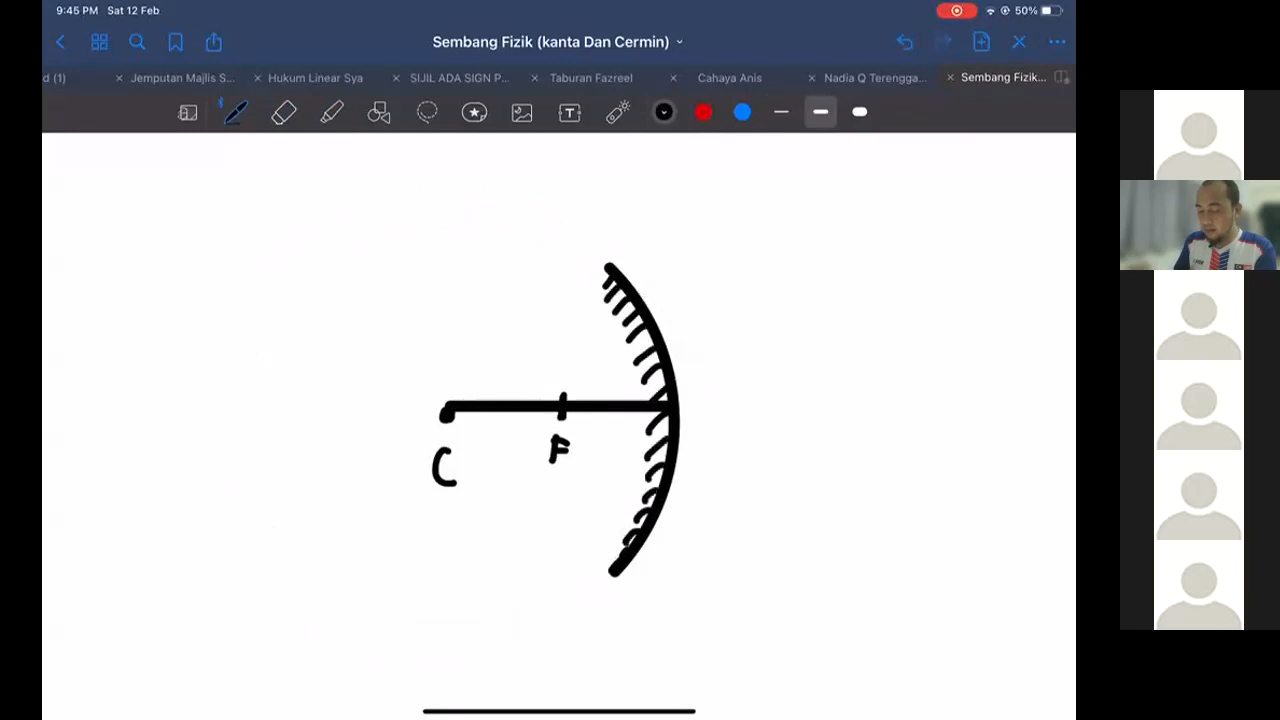 9:45 PM Sat 12 Feb
50%
Sembang Fizik (kanta Dan Cermin)
d (1)
Jemputan Majlis S...
Hukum Linear Sya
SIJIL ADA SIGN P...
Taburan Fazreel
Cahaya Anis
Nadia Q Terengga...
Sembang Fizik...
T
C
F